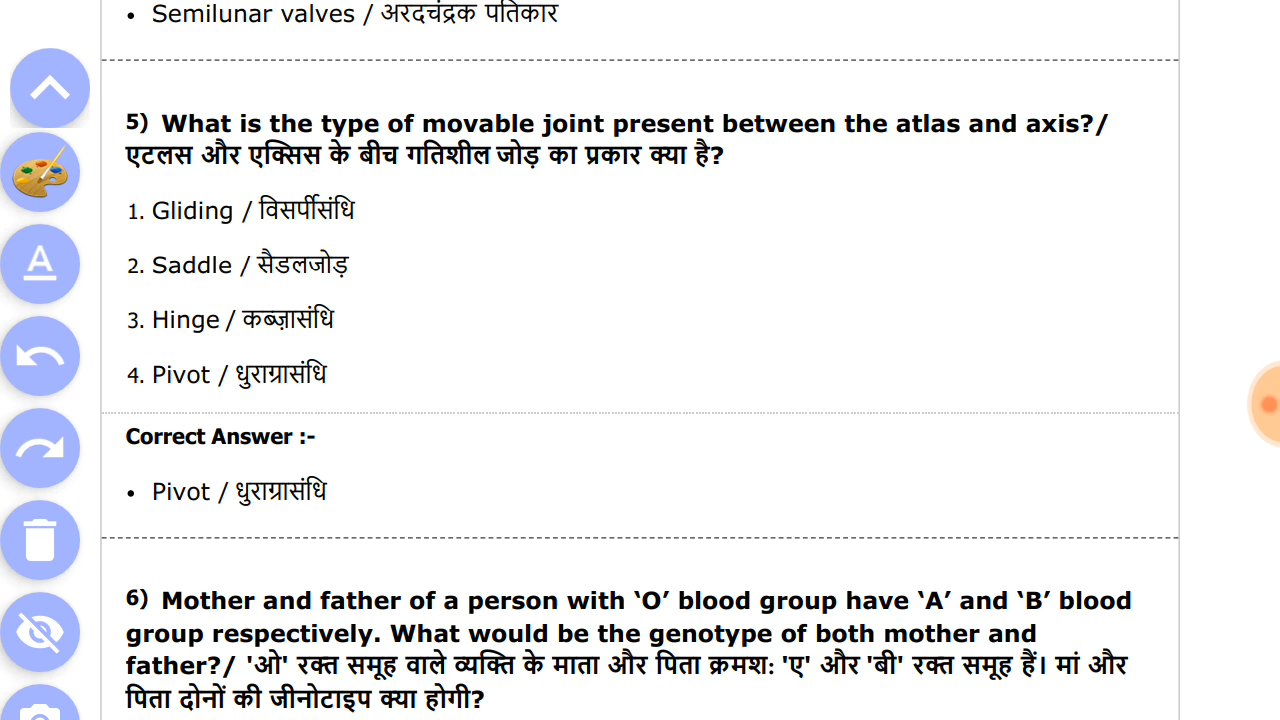 • Semilunar valves / अरदचंद्रक पतिकार
5) What is the type of movable joint present between the atlas and axis?/
एटलस और एक्सिस के बीच गतिशील जोड़ का प्रकार क्या है?
1. Gliding / विसर्पीसंधि
2. Saddle / सैडलजोड़
3. Hinge / कब्ज़ासंधि
4. Pivot / धुराग्रासंधि
Correct Answer :-
• Pivot / धुराग्रासंधि
6) Mother and father of a person with ‘O’ blood group have ‘A’ and ‘B’ blood
group respectively. What would be the genotype of both mother and
father?/ 'ओ' रक्त समूह वाले व्यक्ति के माता और पिता क्रमश: 'ए' और 'बी' रक्त समूह हैं। मां और
पिता दोनों की जीनोटाइप क्या होगी?